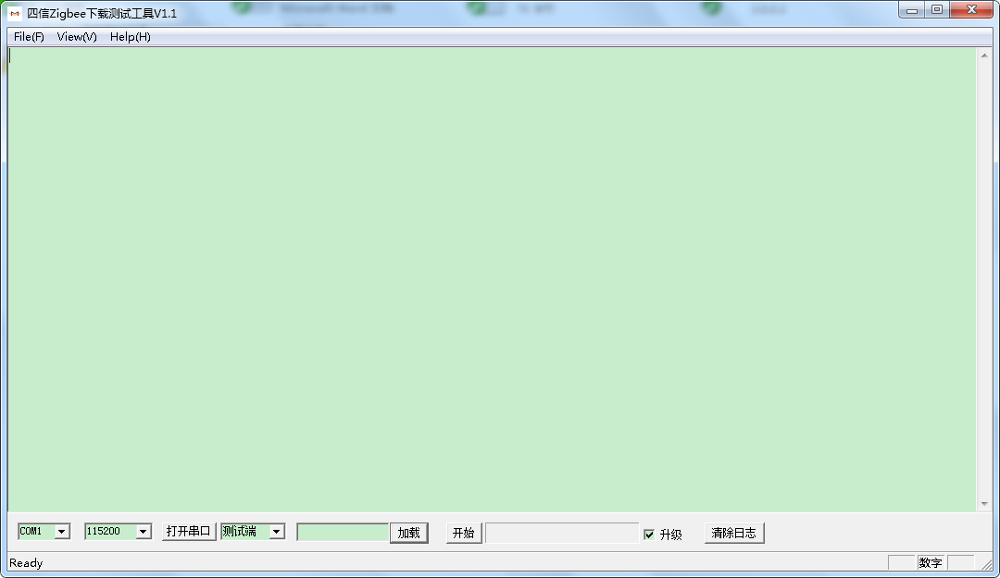 四信Zigbee下载测试工具V1.1
File(F) View(V) Help(H)
COM1 115200 打开串口 测试端 加载 开始 升级 清除日志
Ready 数字